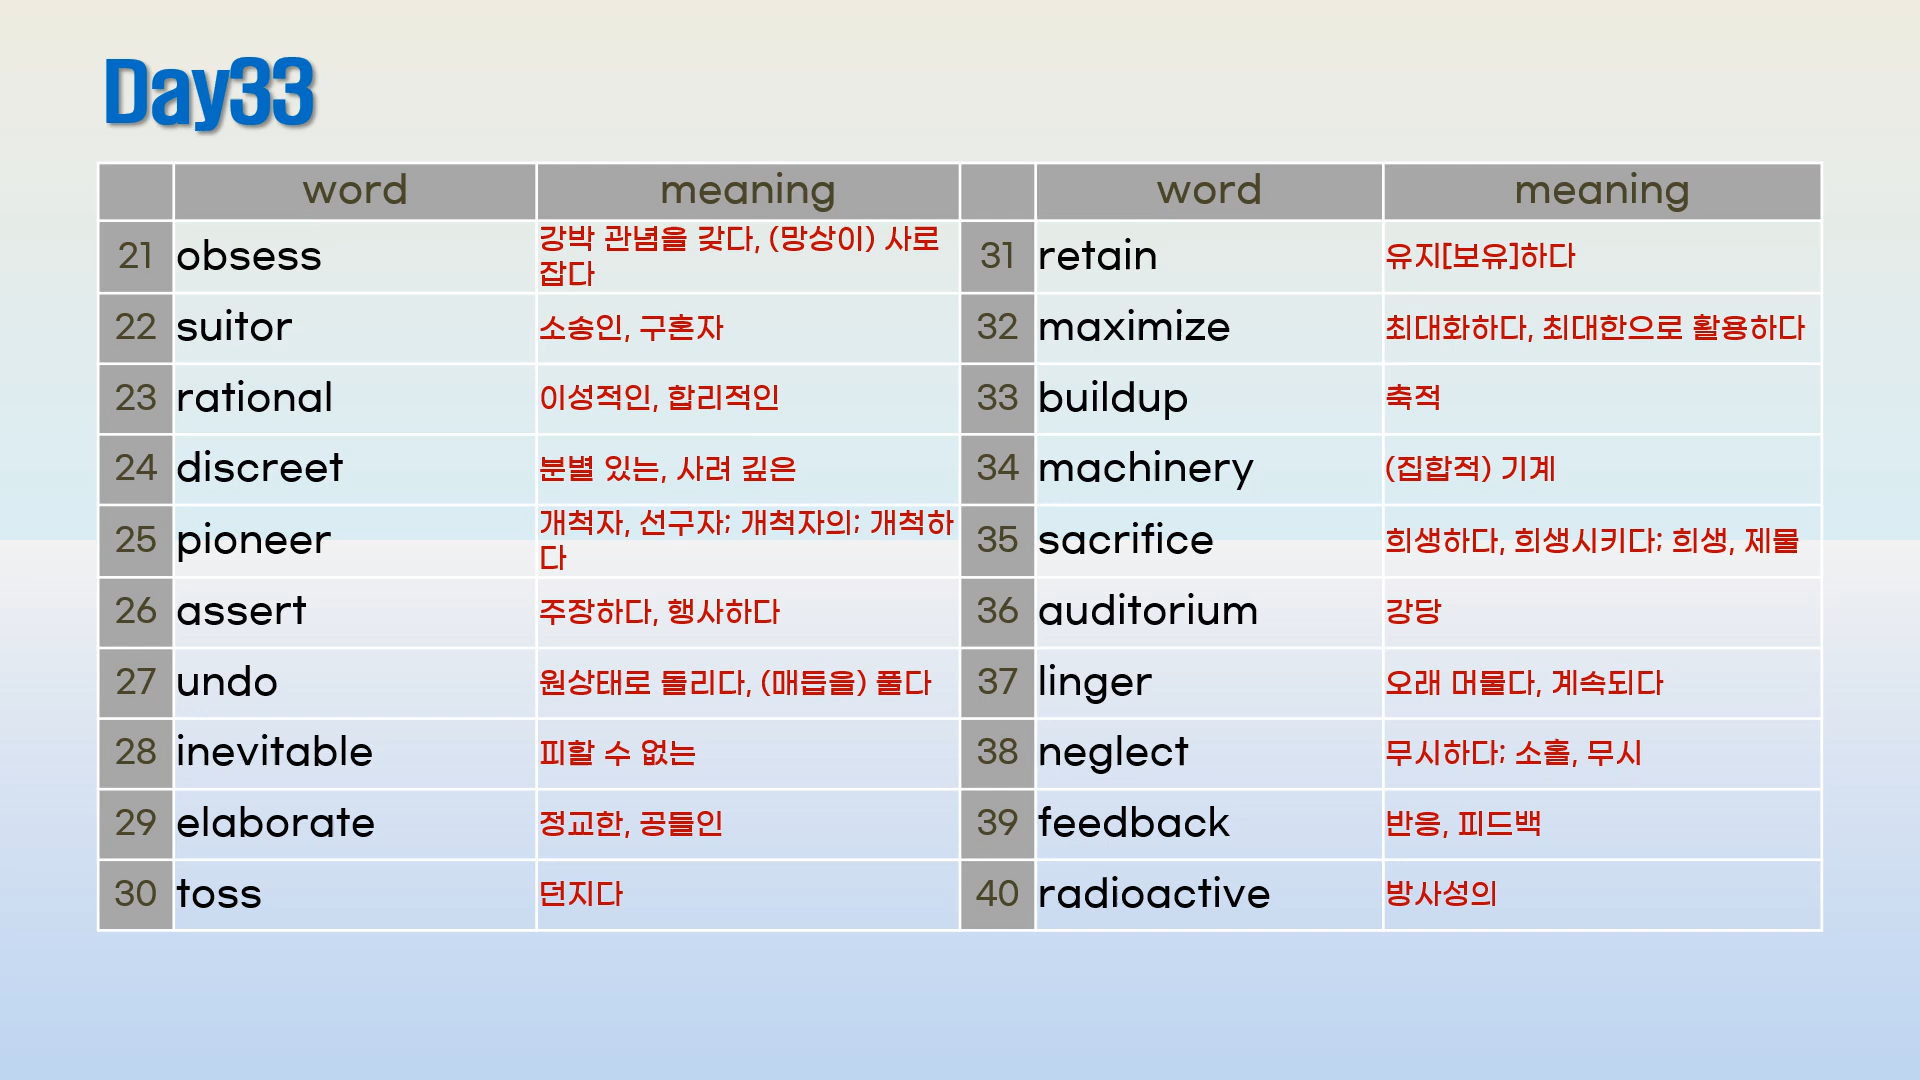 Day33
word meaning word meaning
21 obsess 강박 관념을 갖다, (망상이) 사로
잡다 31 retain 유지[보유]하다
22 suitor 소송인, 구혼자 32 maximize 최대화하다, 최대한으로 활용하다
23 rational 이성적인, 합리적인 33 buildup 축적
24 discreet 분별 있는, 사려 깊은 34 machinery (집합적) 기계
25 pioneer 개척자, 선구자; 개척자의; 개척하
다 35 sacrifice 희생하다, 희생시키다; 희생, 제물
26 assert 주장하다, 행사하다 36 auditorium 강당
27 undo 원상태로 돌리다, (매듭을) 풀다 37 linger 오래 머물다, 계속되다
28 inevitable 피할 수 없는 38 neglect 무시하다; 소홀, 무시
29 elaborate 정교한, 공들인 39 feedback 반응, 피드백
30 toss 던지다 40 radioactive 방사성의